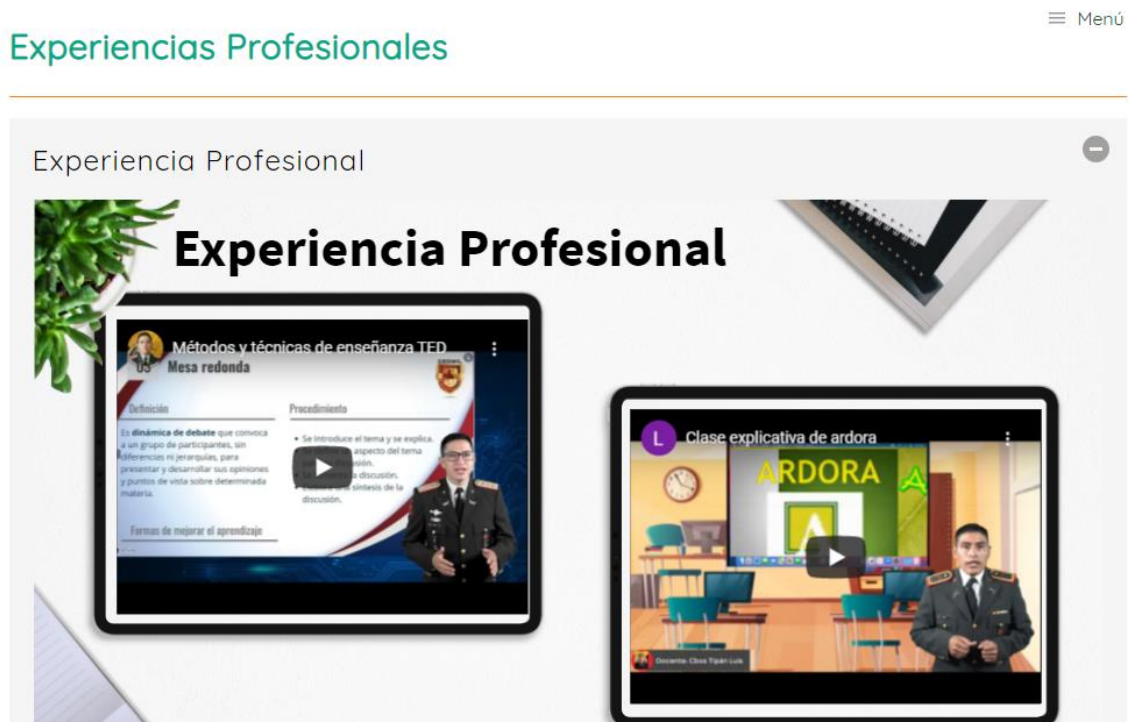 Menú
Experiencias Profesionales
Experiencia Profesional
Experiencia Profesional
Métodos y técnicas de enseñanza TED
03 Mesa redonda
Definición
Es dinámica de debate que convoca
a un grupo de participantes, sin
diferencias ni jerarquías, para
presentar y desarrollar sus opiniones
y puntos de vista sobre determinada
materia.
Formas de mejorar el aprendizaje
Procedimiento
Se introduce el tema y se explica.
aspecto del tema
discusión.
la discusión.
síntesis de la
discusión.
L Clase explicativa de ardora
ARDORA
A
A
Docente: Cbos Tipán Luis